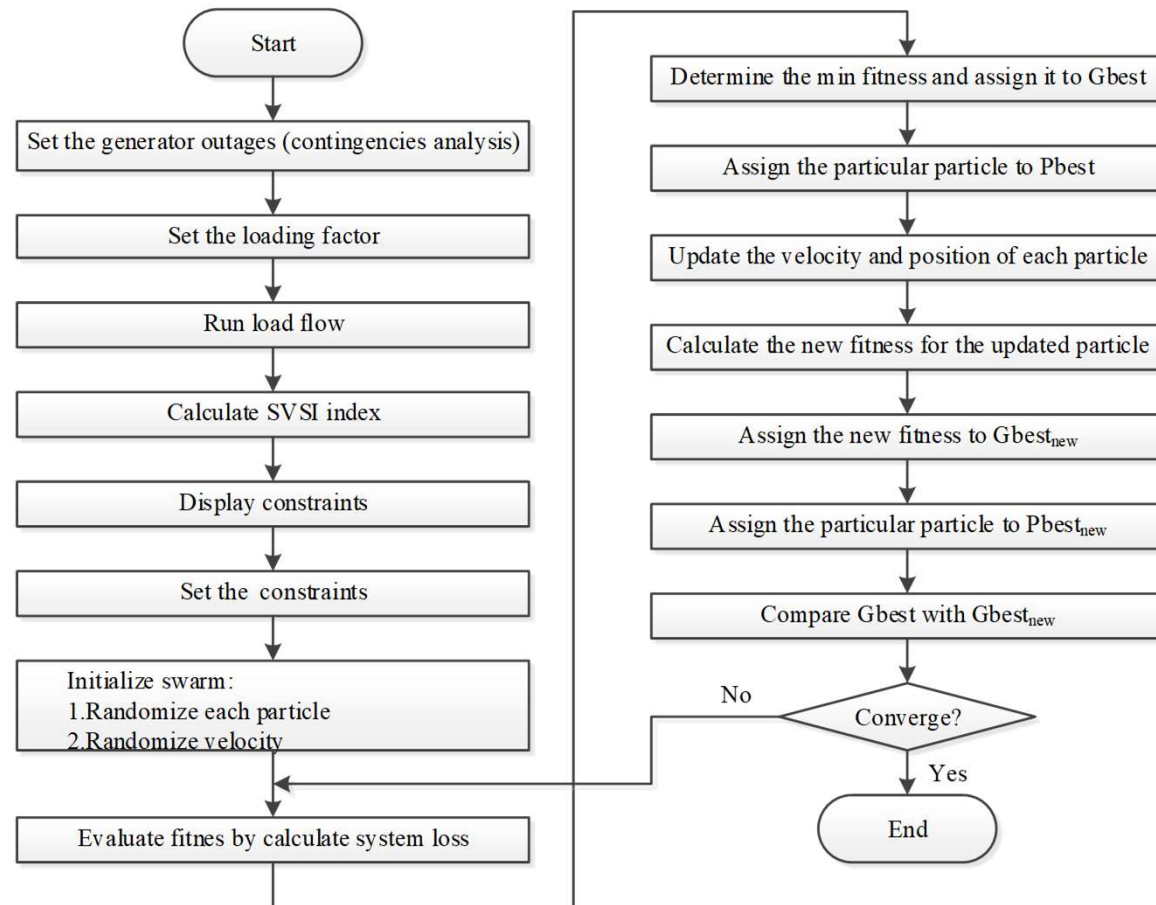 Start
Set the generator outages (contingencies analysis)
Set the loading factor
Run load flow
Calculate SVSI index
Display constraints
Set the constraints
Initialize swarm:
1.Randomize each particle
2.Randomize velocity
Evaluate fitnes by calculate system loss
Determine the min fitness and assign it to Gbest
Assign the particular particle to Pbest
Update the velocity and position of each particle
Calculate the new fitness for the updated particle
Assign the new fitness to Gbestnew
Assign the particular particle to Pbestnew
Compare Gbest with Gbestnew
No
Converge?
Yes
End